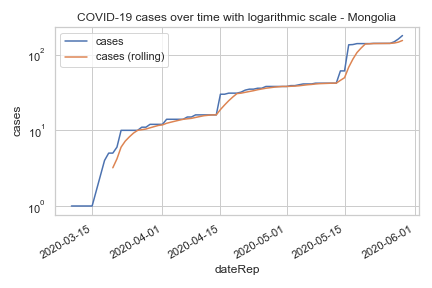 COVID-19 cases over time with logarithmic scale - Mongolia
cases
cases (rolling)
10²
10¹
10⁰
cases
2020-03-15
2020-04-01
2020-04-15
2020-05-01
2020-05-15
2020-06-01
dateRep